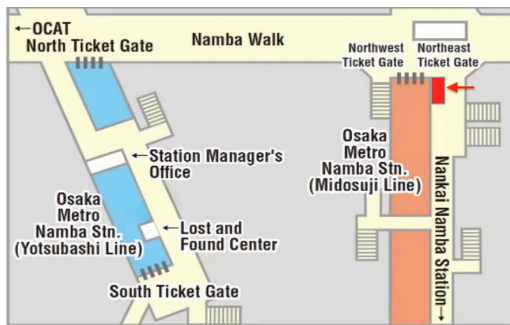 ←OCAT
North Ticket Gate
Namba Walk
Northwest
Ticket Gate
Northeast
Ticket Gate
←Station Manager's
Office
Osaka
Metro
Namba Stn.
(Midosuji Line)
Osaka
Metro
Namba Stn.
(Yotsubashi Line)
←Lost and
Found Center
South Ticket Gate
Nankai Namba Station→